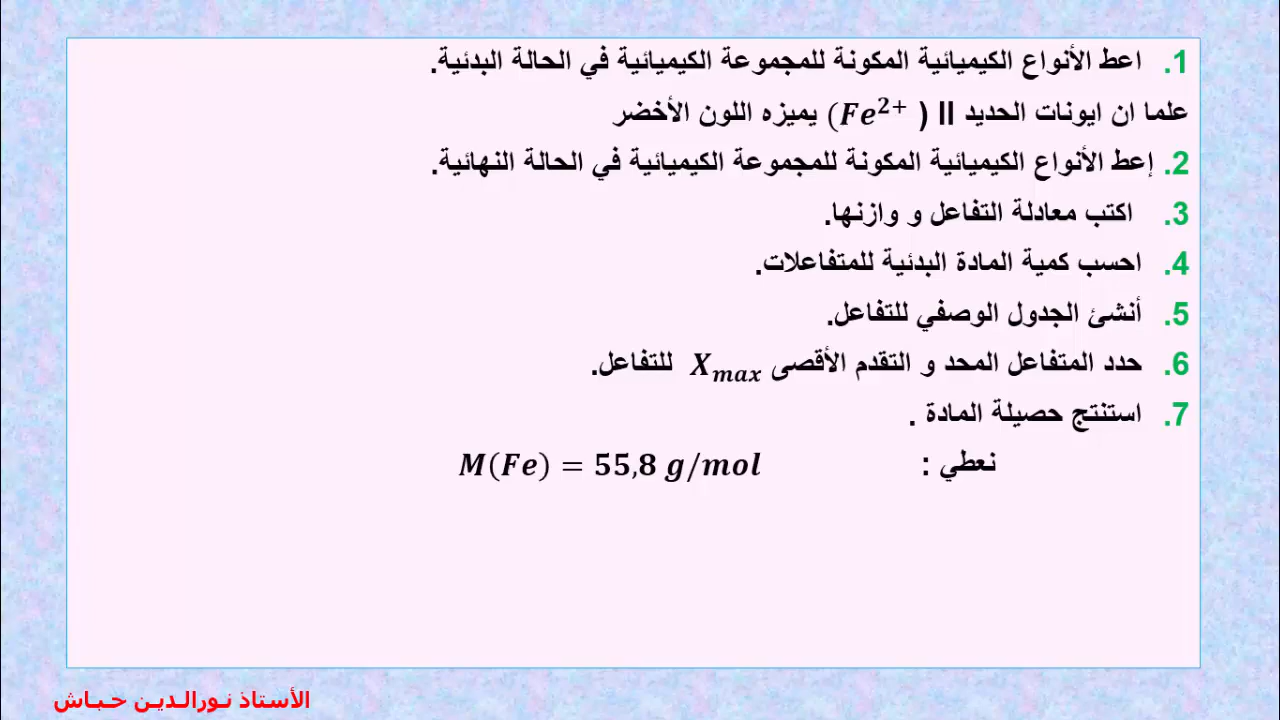 1. اعط الأنواع الكيميائية المكونة للمجموعة الكيميائية في الحالة البدئية.
علما ان ايونات الحديد II ( Fe²⁺) يميزه اللون الأخضر
2. إعط الأنواع الكيميائية المكونة للمجموعة الكيميائية في الحالة النهائية.
3. اكتب معادلة التفاعل و وازنها.
4. احسب كمية المادة البدئية للمتفاعلات.
5. أنشئ الجدول الوصفي للتفاعل.
6. حدد المتفاعل المحد و التقدم الأقصى Xₘₐₓ للتفاعل.
7. استنتج حصيلة المادة .
نعطي : M(Fe) = 55,8 g/mol
الأستاذ نـورالـديـن حـبـاش